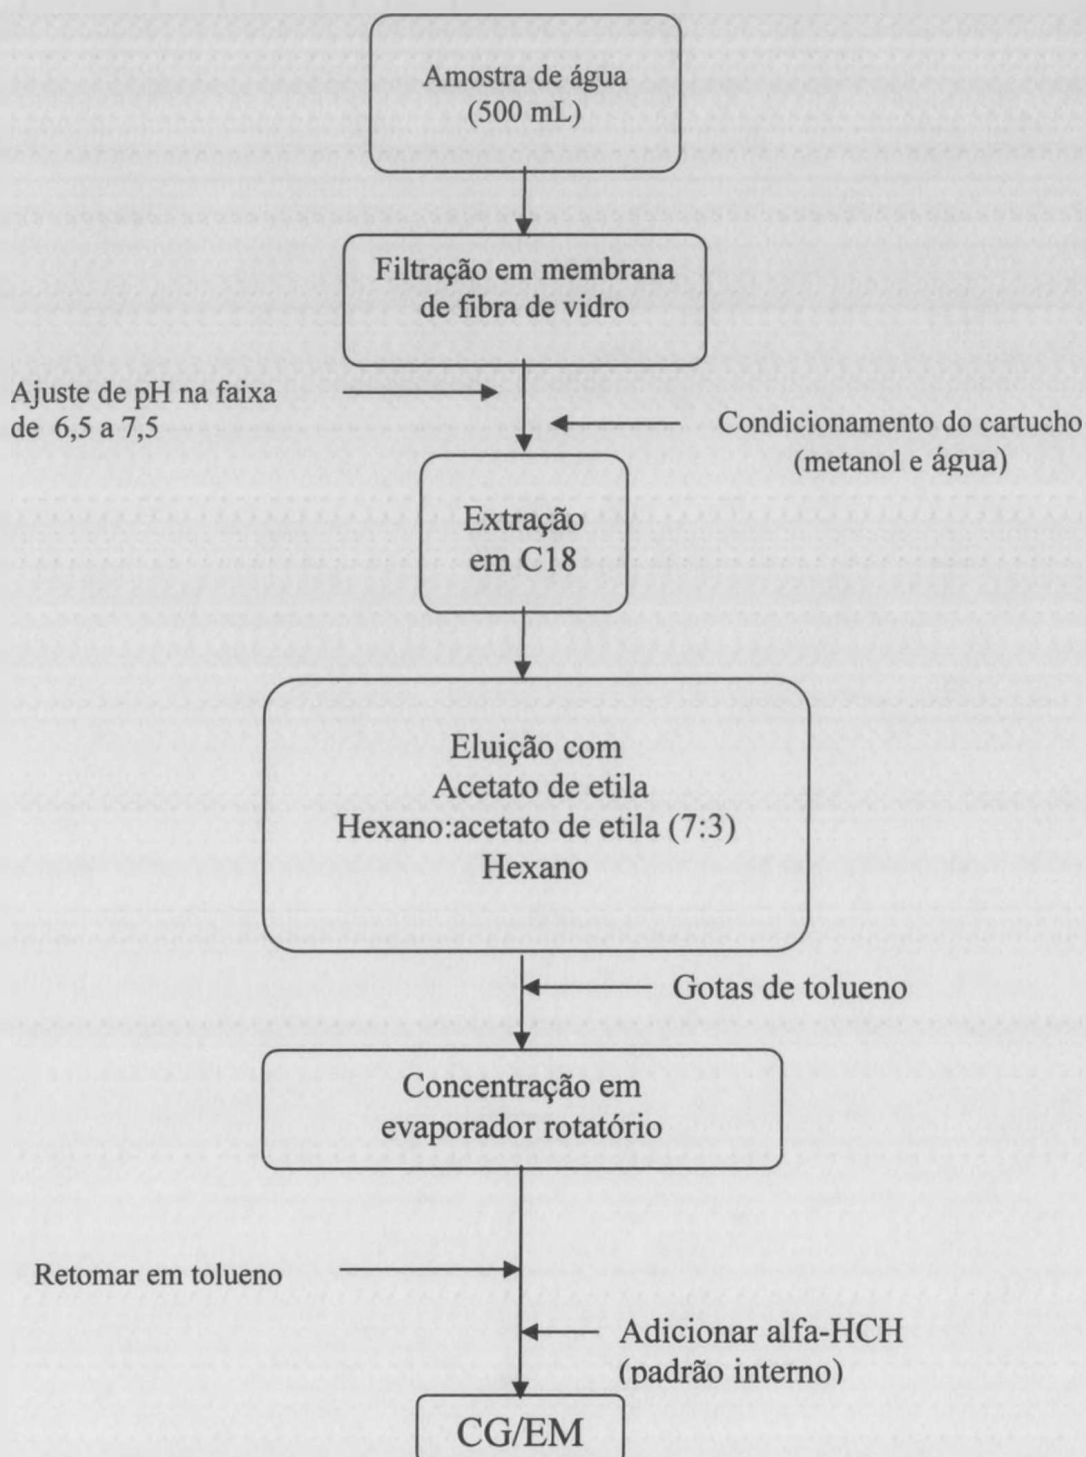 Amostra de água
(500 mL)
Filtração em membrana
de fibra de vidro
Ajuste de pH na faixa
de 6,5 a 7,5
Condicionamento do cartucho
(metanol e água)
Extração
em C18
Eluição com
Acetato de etila
Hexano:acetato de etila (7:3)
Hexano
Gotas de tolueno
Concentração em
evaporador rotatório
Retomar em tolueno
Adicionar alfa-HCH
(padrão interno)
CG/EM